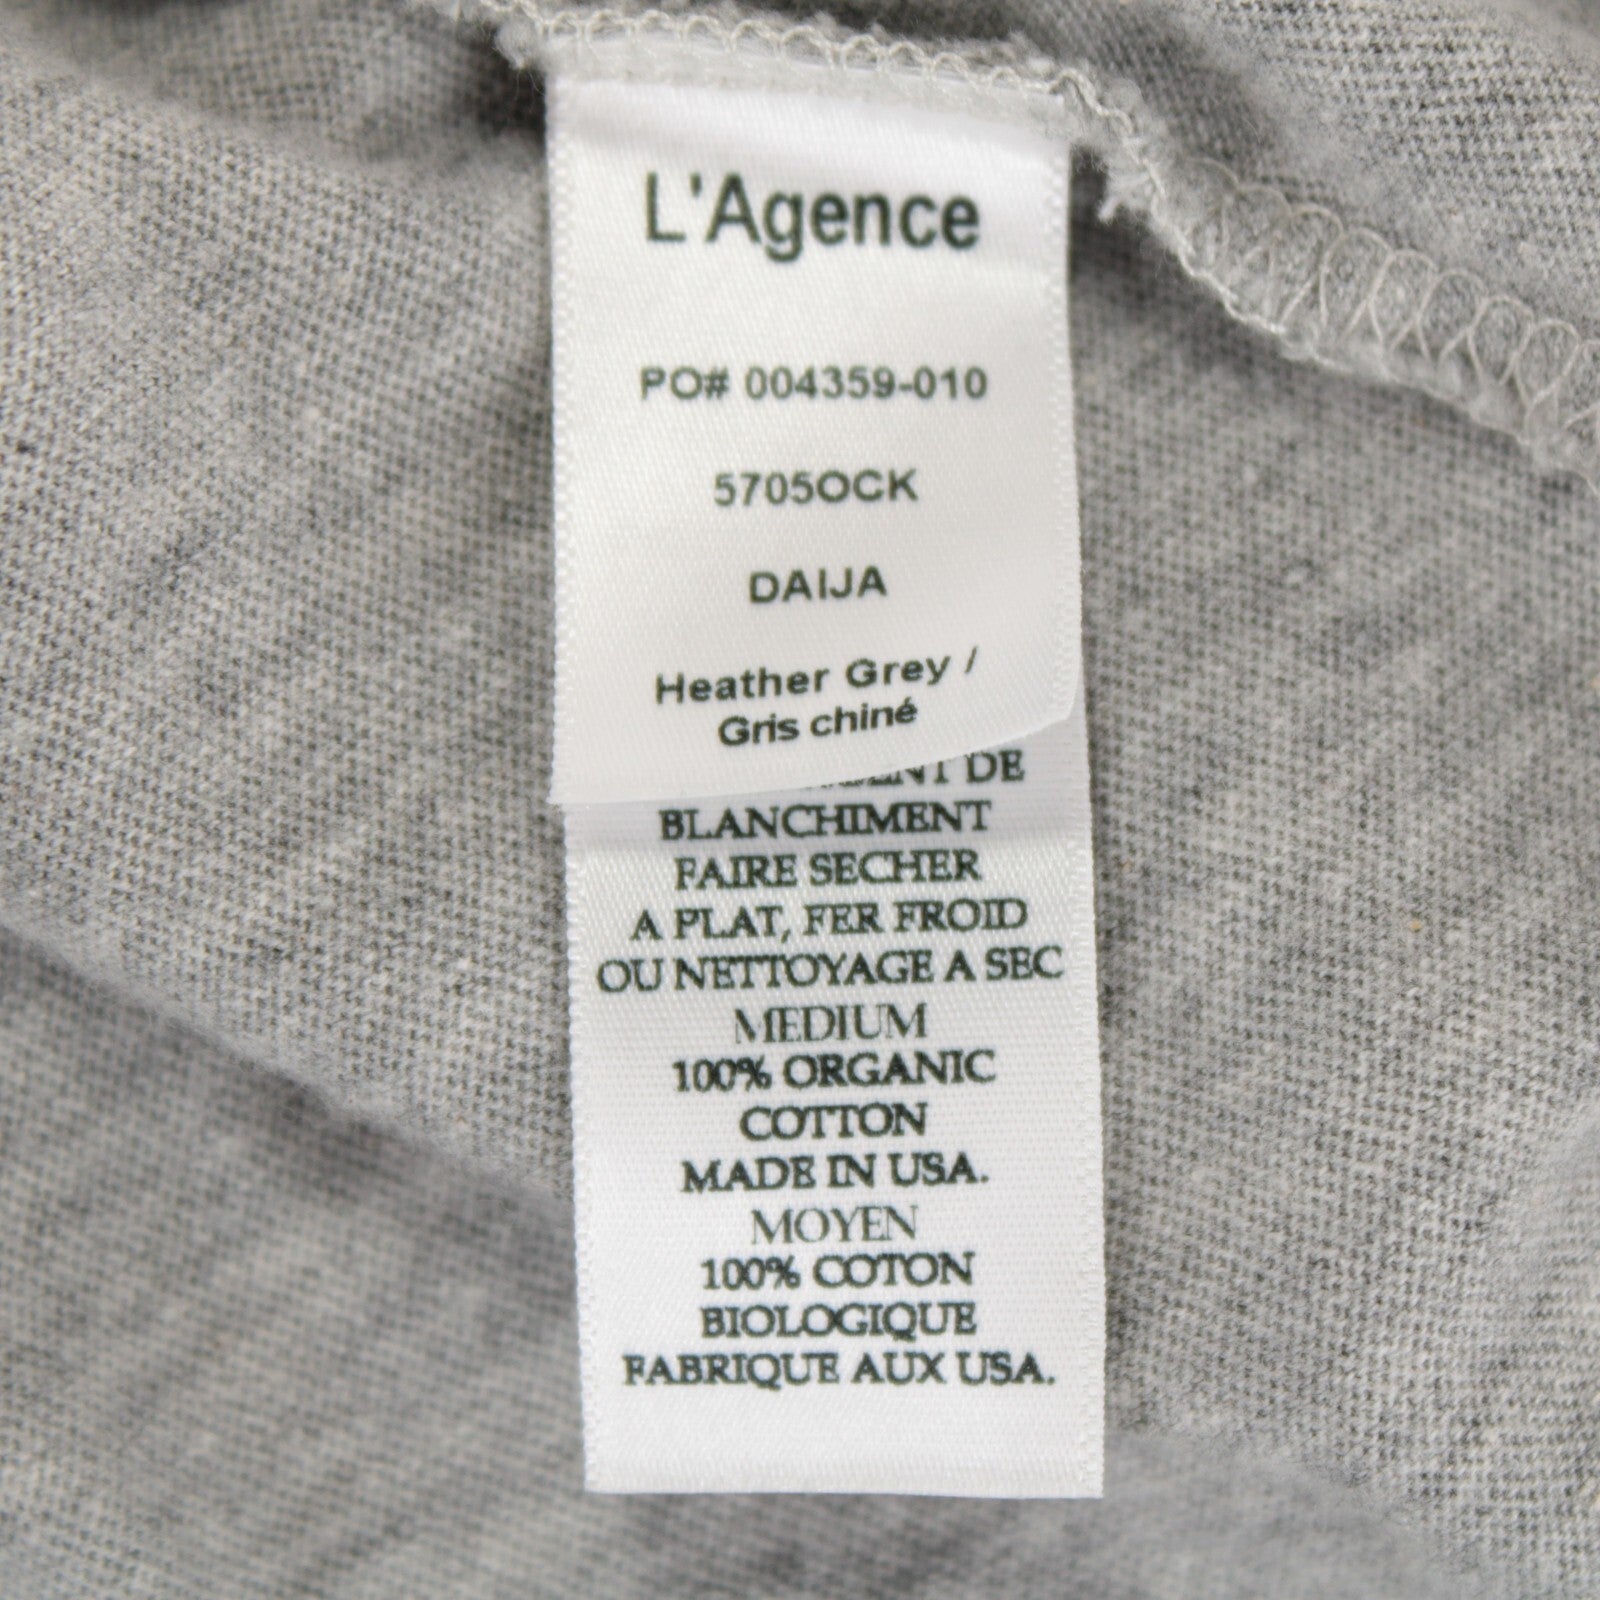 L'Agence
PO# 004359-010
5705OCK
DAIJA
Heather Grey /
Gris chiné
DE
BLANCHIMENT
FAIRE SECHER
A PLAT, FER FROID
OU NETTOYAGE A SEC
MEDIUM
100% ORGANIC
COTTON
MADE IN USA.
MOYEN
100% COTON
BIOLOGIQUE
FABRIQUE AUX USA.